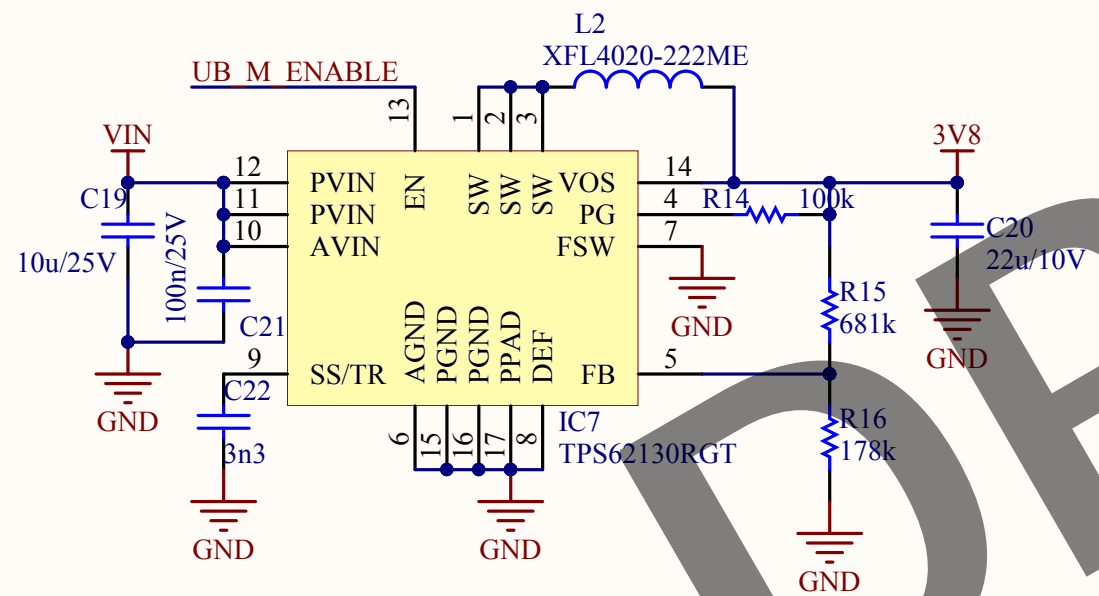 L2
XFL4020-222ME
UB_M_ENABLE
13
1
2
3
VIN
3V8
12
PVIN
EN
SW
SW
SW
VOS
14
C19
11
PVIN
PG
4
R14
100k
10
AVIN
FSW
7
C20
22u/10V
10u/25V
100n/25V
C21
GND
R15
681k
GND
AGND
PGND
PGND
PPAD
DEF
9
SS/TR
FB
5
GND
C22
3n3
6
15
16
17
8
IC7
TPS62130RGT
R16
178k
GND
GND
GND